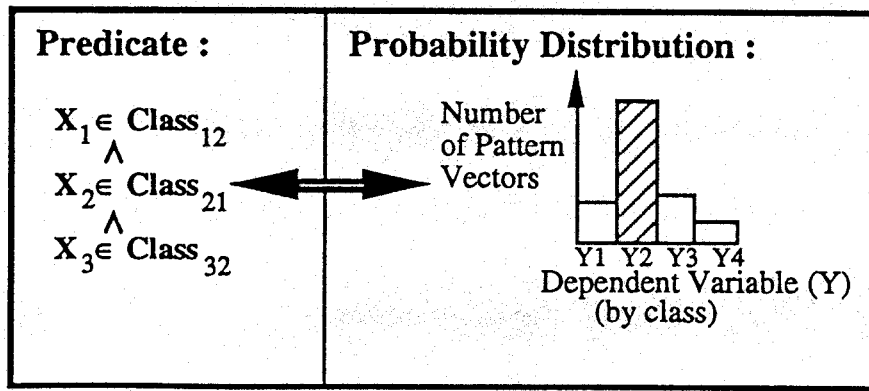 Predicate :
X1 ∈ Class12
∧
X2 ∈ Class21
∧
X3 ∈ Class32
Probability Distribution :
Number
of Pattern
Vectors
Y1 Y2 Y3 Y4
Dependent Variable (Y)
(by class)